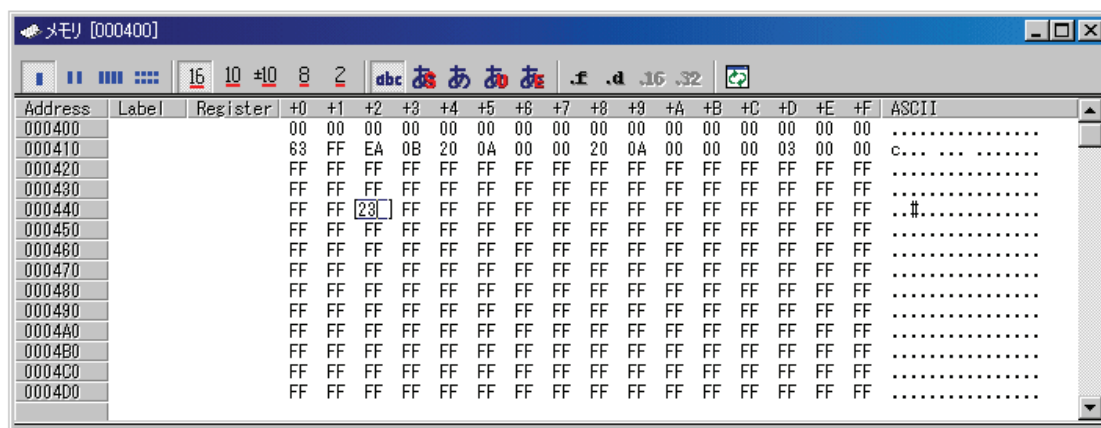 メモリ [000400]
16 10 ±10 8 2 abc あS あ あD あE .f .d .16 .32
Address Label Register +0 +1 +2 +3 +4 +5 +6 +7 +8 +9 +A +B +C +D +E +F ASCII
000400 00 00 00 00 00 00 00 00 00 00 00 00 00 00 00 00 ................
000410 63 FF EA 0B 20 0A 00 00 20 0A 00 00 00 03 00 00 c... ... .......
000420 FF FF FF FF FF FF FF FF FF FF FF FF FF FF FF FF ................
000430 FF FF FF FF FF FF FF FF FF FF FF FF FF FF FF FF ................
000440 FF FF 23 FF FF FF FF FF FF FF FF FF FF FF FF FF ..#.............
000450 FF FF FF FF FF FF FF FF FF FF FF FF FF FF FF FF ................
000460 FF FF FF FF FF FF FF FF FF FF FF FF FF FF FF FF ................
000470 FF FF FF FF FF FF FF FF FF FF FF FF FF FF FF FF ................
000480 FF FF FF FF FF FF FF FF FF FF FF FF FF FF FF FF ................
000490 FF FF FF FF FF FF FF FF FF FF FF FF FF FF FF FF ................
0004A0 FF FF FF FF FF FF FF FF FF FF FF FF FF FF FF FF ................
0004B0 FF FF FF FF FF FF FF FF FF FF FF FF FF FF FF FF ................
0004C0 FF FF FF FF FF FF FF FF FF FF FF FF FF FF FF FF ................
0004D0 FF FF FF FF FF FF FF FF FF FF FF FF FF FF FF FF ................